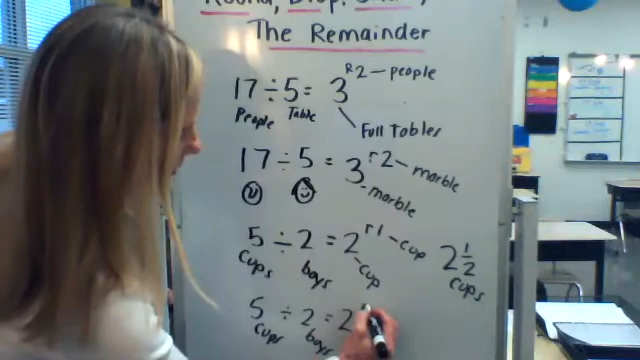 The Remainder
17 ÷ 5 = 3 R2 – people
People Table
Full Tables
17 ÷ 5 = 3 r2 – marble
- marble
5 ÷ 2 = 2 r1 – cup 2 1/2
cups boys - cup cups
5 ÷ 2 = 2
cups boys